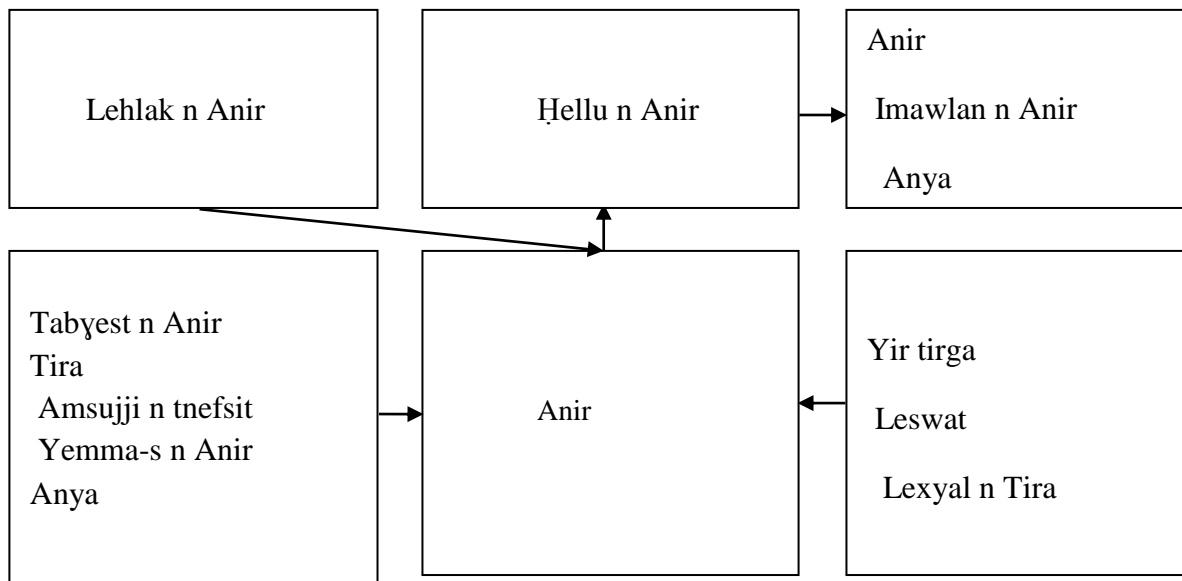 Lehlak n Anir
Ḥellu n Anir
Anir
Imawlan n Anir
Anya
Tabɣest n Anir
Tira
Amsujji n tnefsit
Yemma-s n Anir
Anya
Anir
Yir tirga
Leswat
Lexyal n Tira